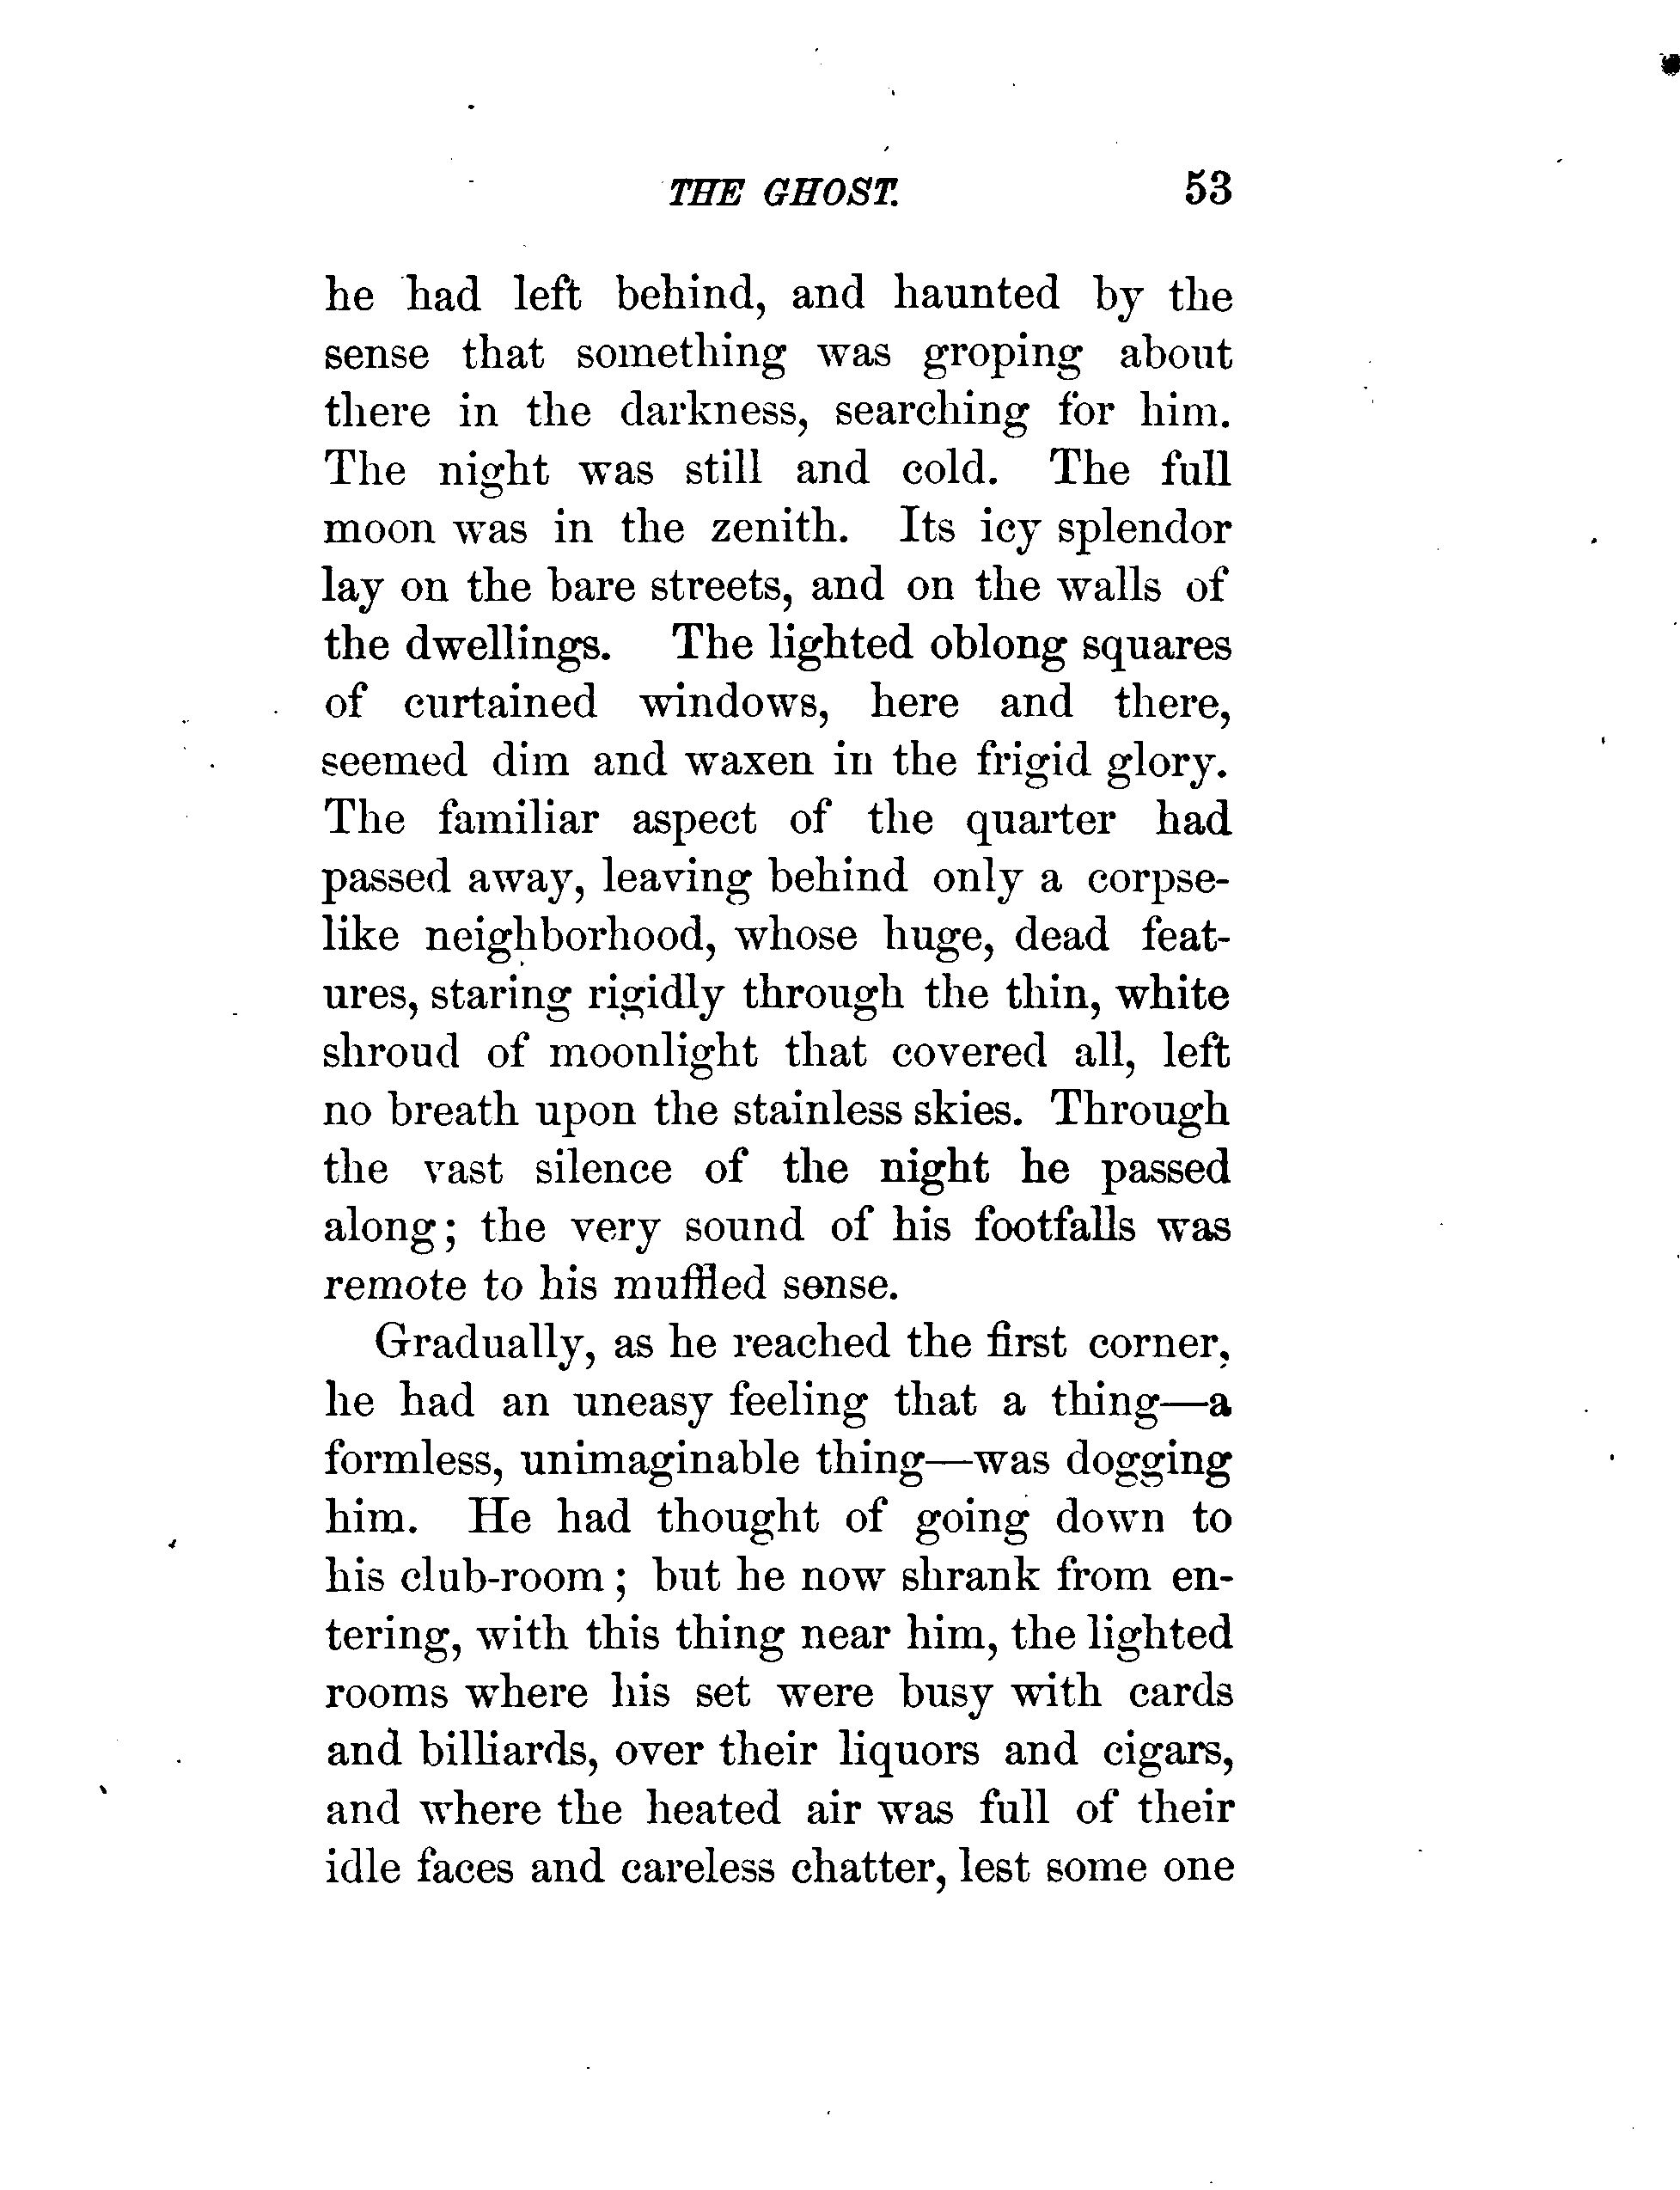 THE GHOST. 53
he had left behind, and haunted by the
sense that something was groping about
there in the darkness, searching for him.
The night was still and cold. The full
moon was in the zenith. Its icy splendor
lay on the bare streets, and on the walls of
the dwellings. The lighted oblong squares
of curtained windows, here and there,
seemed dim and waxen in the frigid glory.
The familiar aspect of the quarter had
passed away, leaving behind only a corpse-
like neighborhood, whose huge, dead feat-
ures, staring rigidly through the thin, white
shroud of moonlight that covered all, left
no breath upon the stainless skies. Through
the vast silence of the night he passed
along; the very sound of his footfalls was
remote to his muffled sense.
Gradually, as he reached the first corner,
he had an uneasy feeling that a thing—a
formless, unimaginable thing—was dogging
him. He had thought of going down to
his club-room; but he now shrank from en-
tering, with this thing near him, the lighted
rooms where his set were busy with cards
and billiards, over their liquors and cigars,
and where the heated air was full of their
idle faces and careless chatter, lest some one